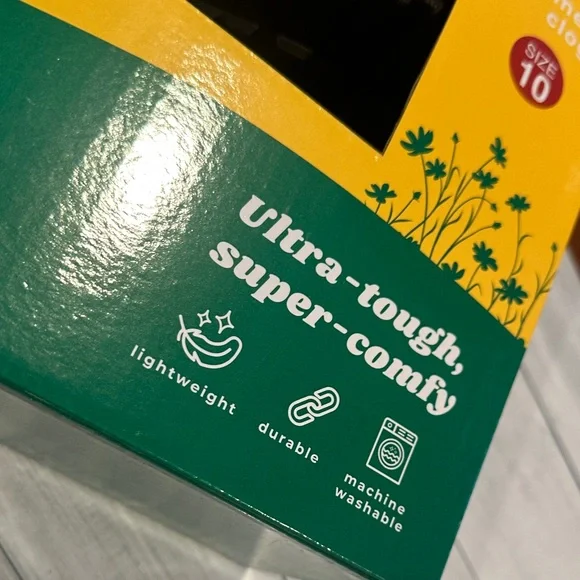 SIZE
10
Ultra-tough,
super-comfy
lightweight
durable
machine
washable